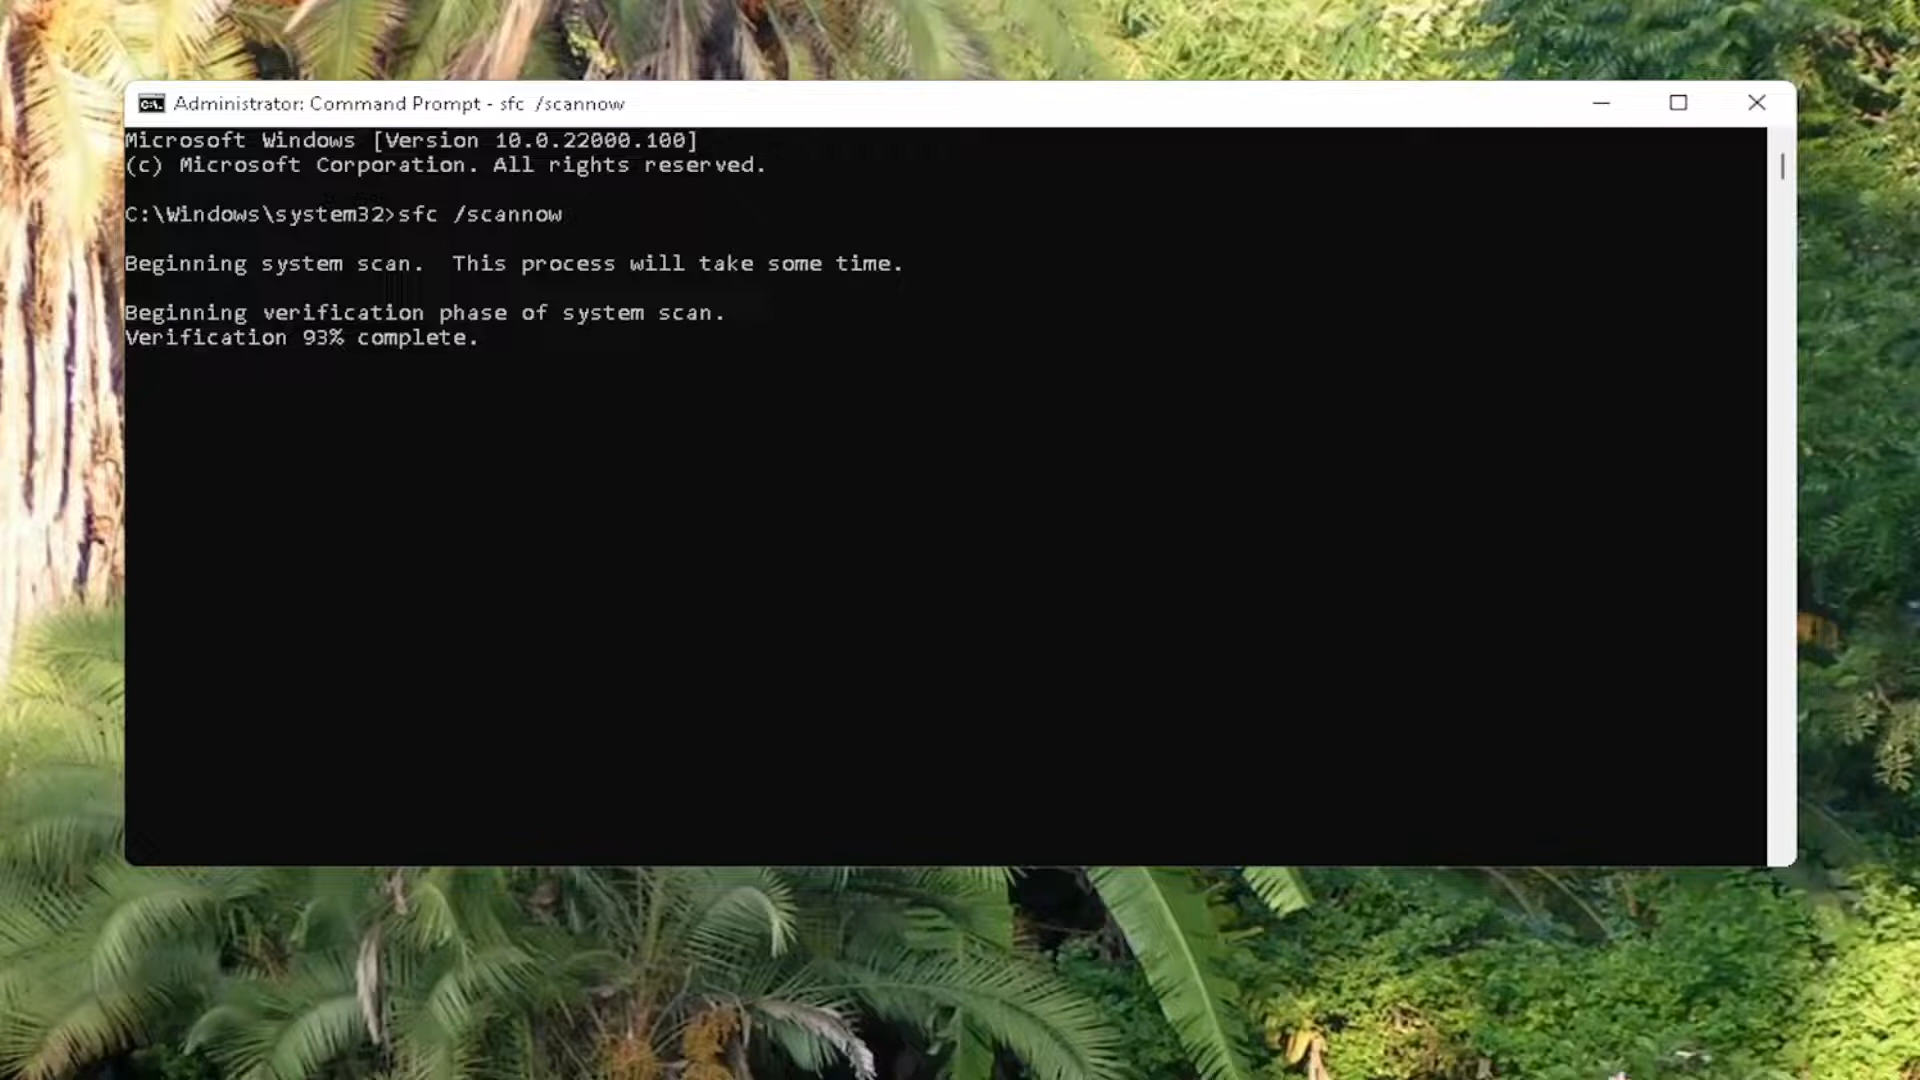 Administrator: Command Prompt - sfc  /scannow
Microsoft Windows [Version 10.0.22000.100]
(c) Microsoft Corporation. All rights reserved.
C:\Windows\system32>sfc /scannow
Beginning system scan.  This process will take some time.
Beginning verification phase of system scan.
Verification 93% complete.